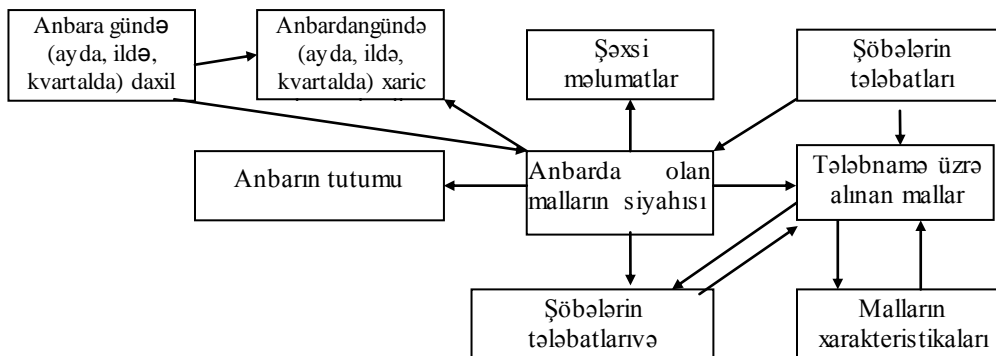 Anbara gündə
(ayda, ildə,
kvartalda) daxil
Anbardangündə
(ayda, ildə,
kvartalda) xaric
Şəxsi
məlumatlar
Şöbələrin
tələbatları
Anbarın tutumu
Anbarda olan
malların siyahısı
Tələbnamə üzrə
alınan mallar
Şöbələrin
tələbatlarıvə
Malların
xarakteristikaları